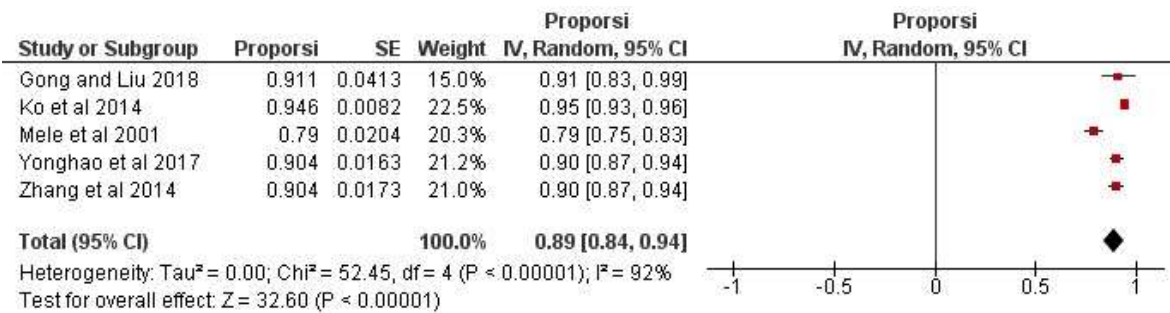 Proporsi Proporsi
Study or Subgroup Proporsi SE Weight IV, Random, 95% CI IV, Random, 95% CI
Gong and Liu 2018 0.911 0.0413 15.0% 0.91 [0.83, 0.99]
Ko et al 2014 0.946 0.0082 22.5% 0.95 [0.93, 0.96]
Mele et al 2001 0.79 0.0204 20.3% 0.79 [0.75, 0.83]
Yonghao et al 2017 0.904 0.0163 21.2% 0.90 [0.87, 0.94]
Zhang et al 2014 0.904 0.0173 21.0% 0.90 [0.87, 0.94]
Total (95% CI) 100.0% 0.89 [0.84, 0.94]
Heterogeneity: Tau² = 0.00; Chi² = 52.45, df = 4 (P < 0.00001); I² = 92%
Test for overall effect: Z = 32.60 (P < 0.00001)
-1 -0.5 0 0.5 1